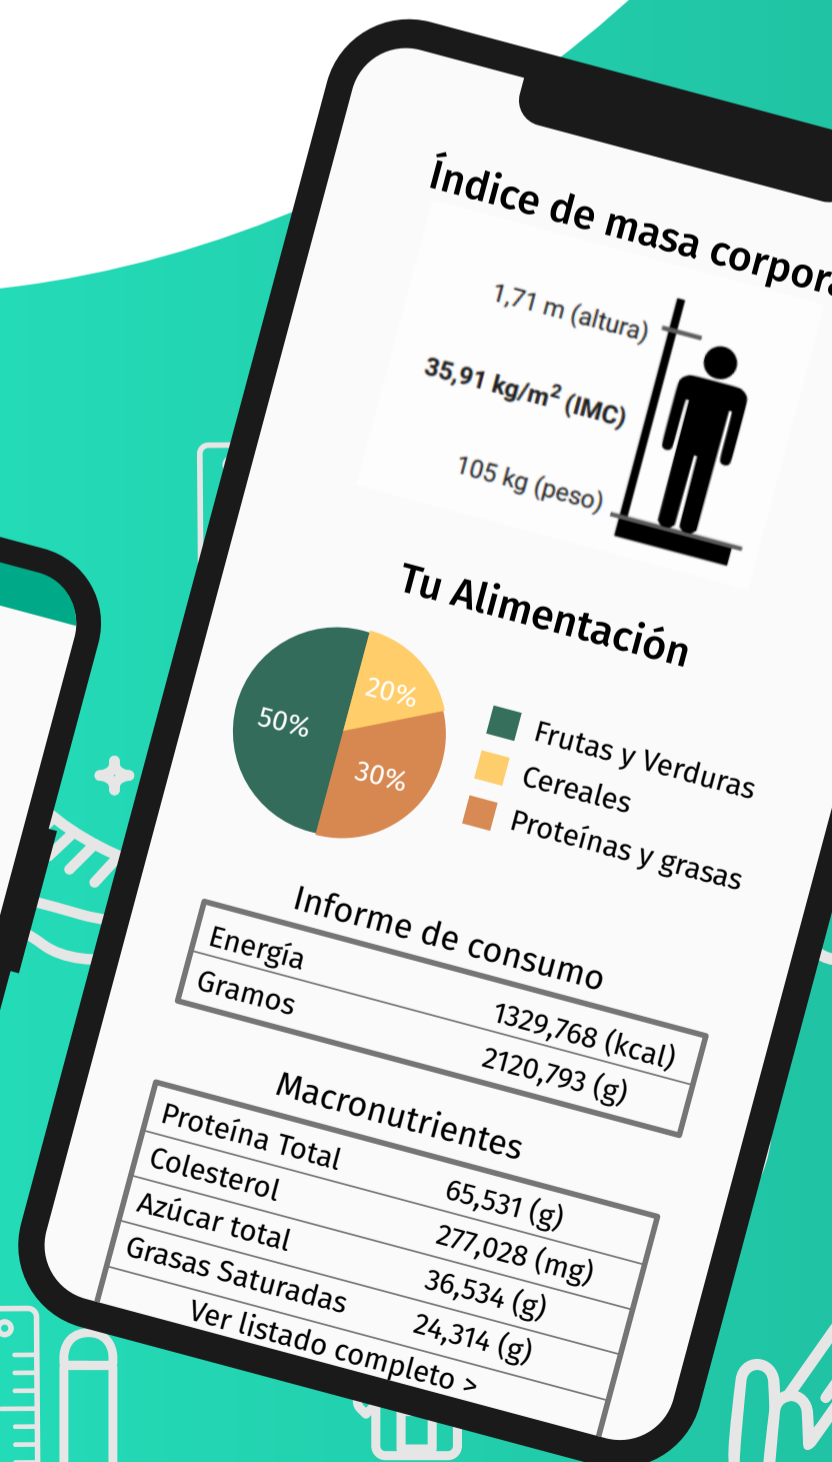 Índice de masa corpora
1,71 m (altura)
35,91 kg/m² (IMC)
105 kg (peso)
Tu Alimentación
50%
20%
30%
Frutas y Verduras
Cereales
Proteínas y grasas
Informe de consumo
Energía 1329,768 (kcal)
Gramos 2120,793 (g)
Macronutrientes
Proteína Total 65,531 (g)
Colesterol 277,028 (mg)
Azúcar total 36,534 (g)
Grasas Saturadas 24,314 (g)
Ver listado completo >